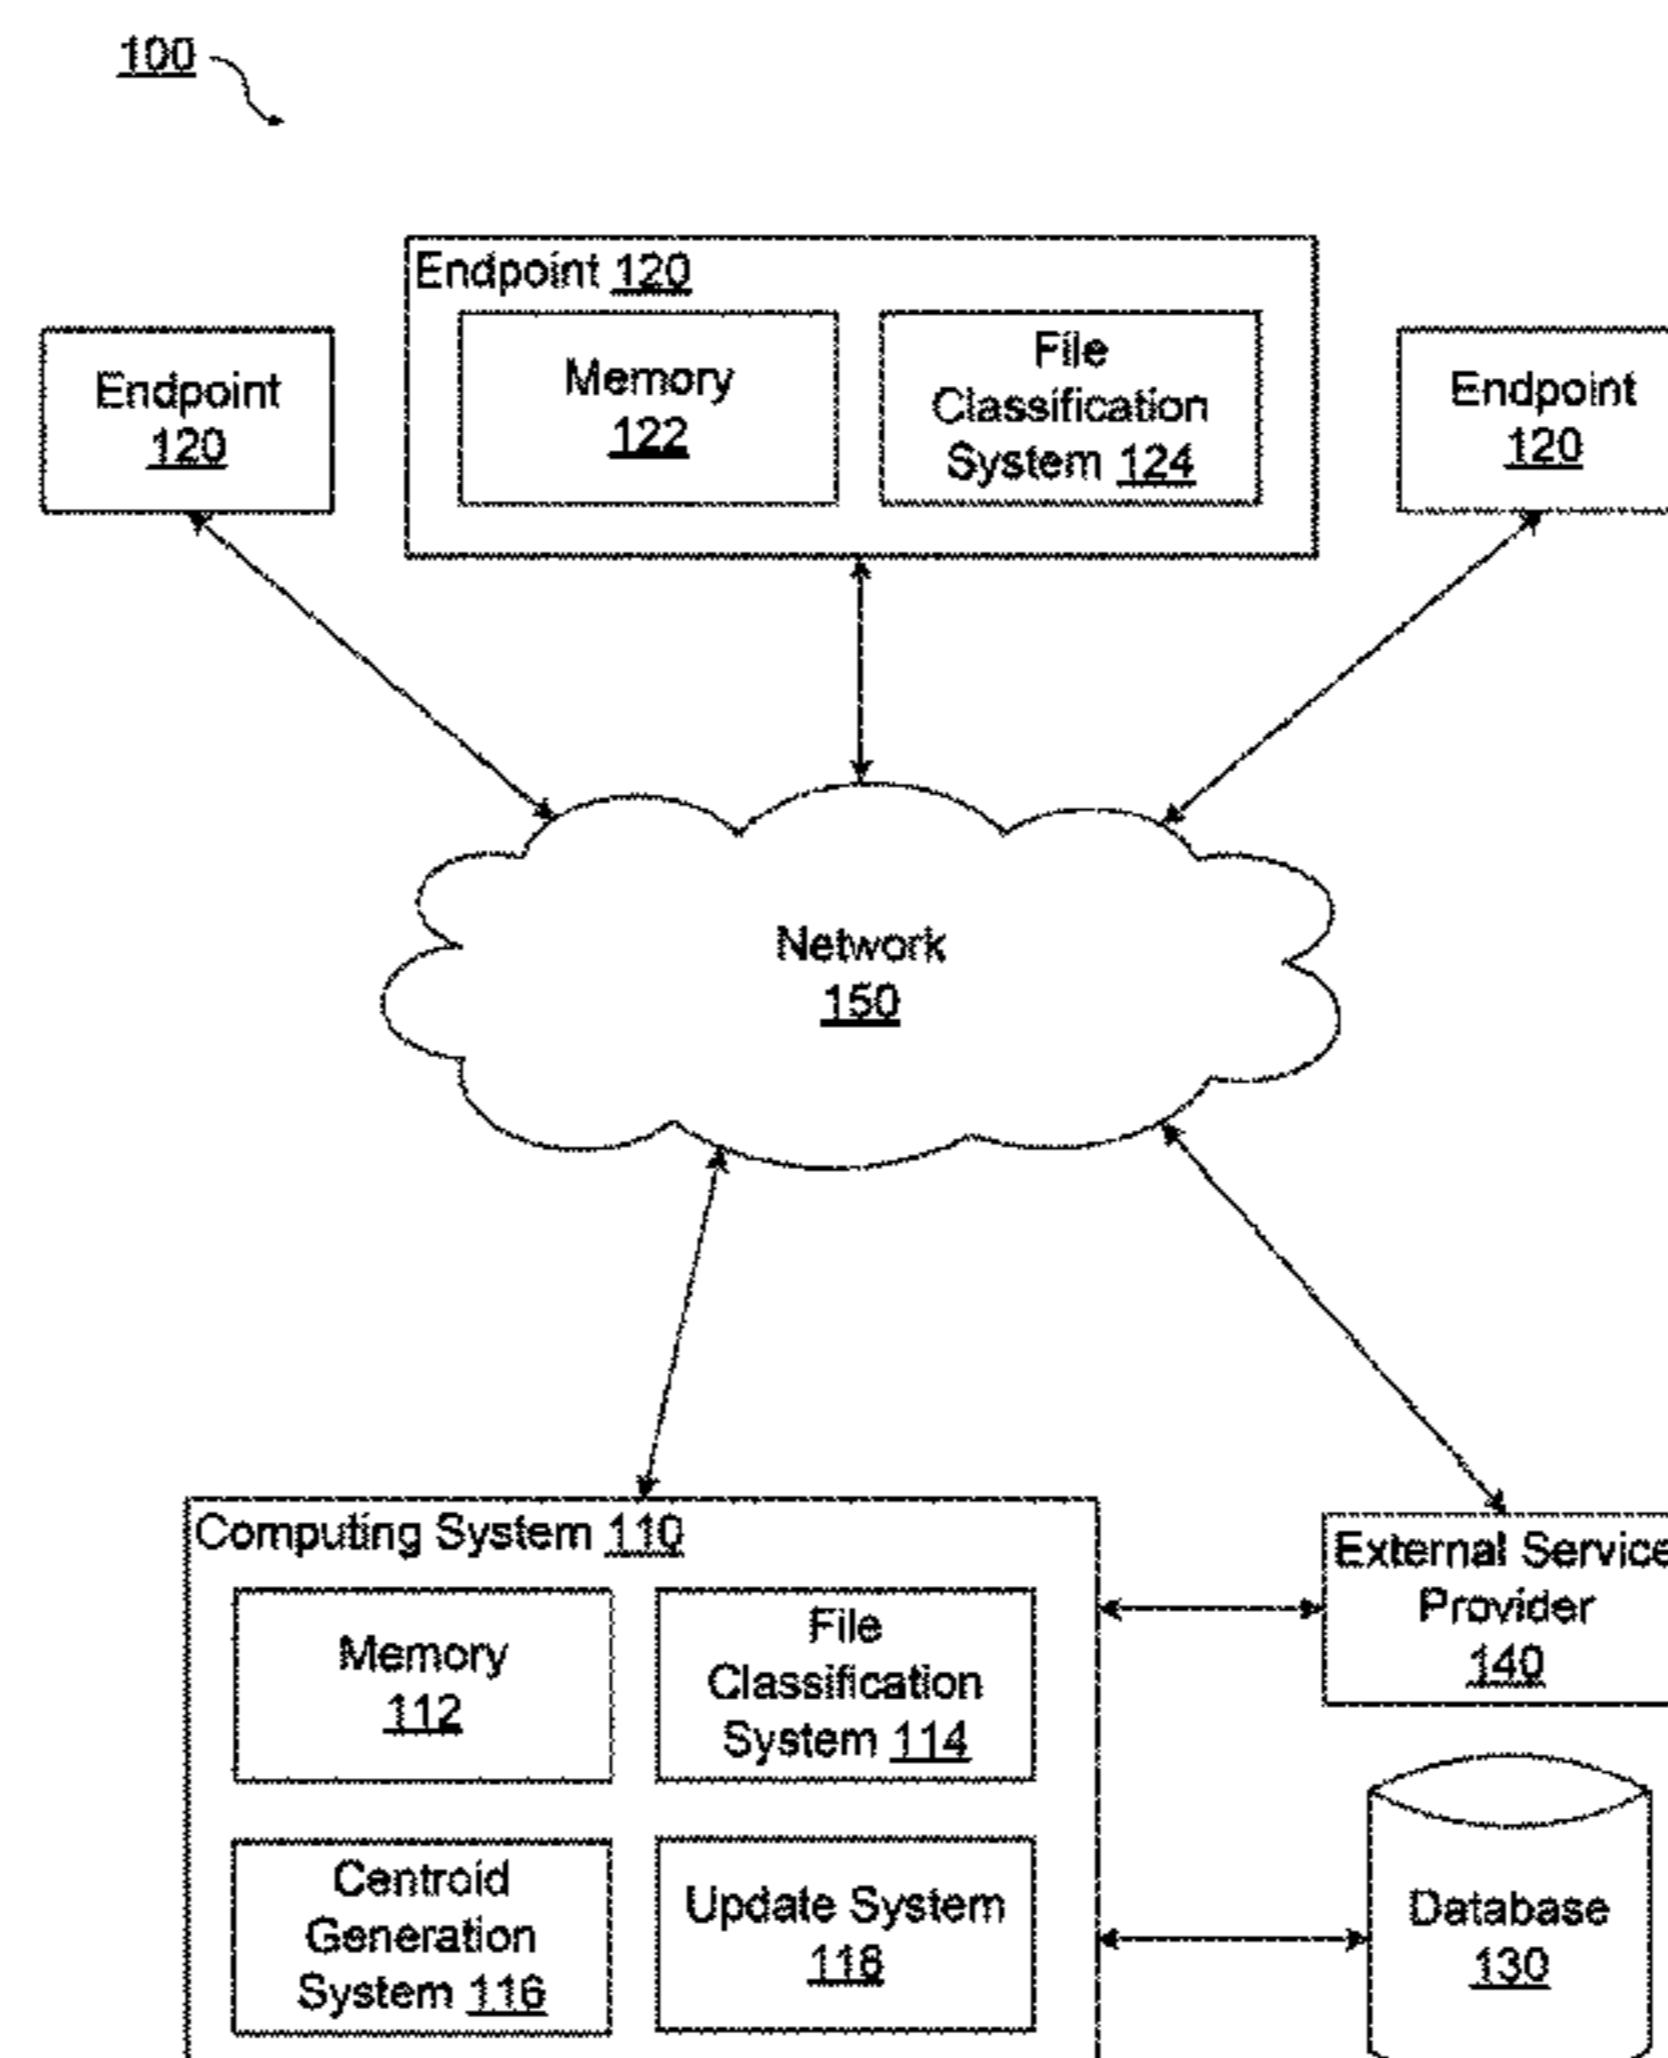 100
Endpoint 120
Endpoint
120
Memory
122
File
Classification
System 124
Endpoint
120
Network
150
Computing System 110
Memory
112
File
Classification
System 114
Centroid
Generation
System 116
Update System
118
External Service
Provider
140
Database
130